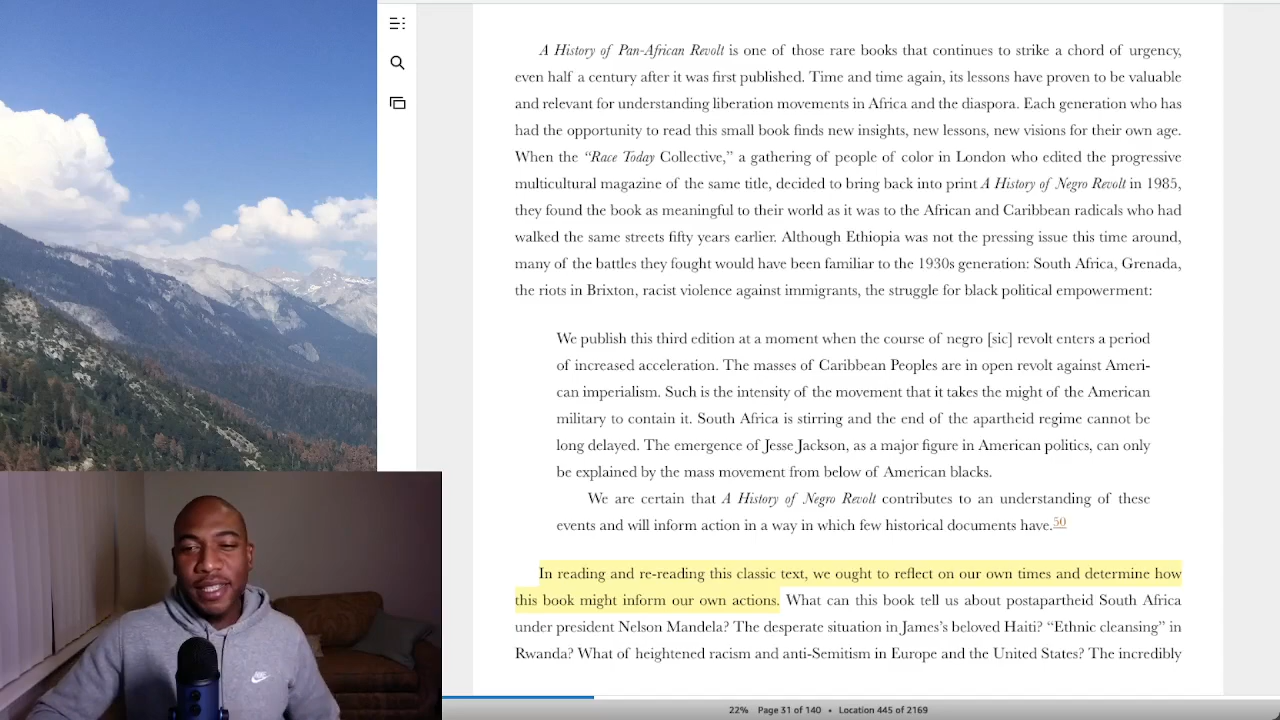 A History of Pan-African Revolt is one of those rare books that continues to strike a chord of urgency,
even half a century after it was first published. Time and time again, its lessons have proven to be valuable
and relevant for understanding liberation movements in Africa and the diaspora. Each generation who has
had the opportunity to read this small book finds new insights, new lessons, new visions for their own age.
When the “Race Today Collective,” a gathering of people of color in London who edited the progressive
multicultural magazine of the same title, decided to bring back into print A History of Negro Revolt in 1985,
they found the book as meaningful to their world as it was to the African and Caribbean radicals who had
walked the same streets fifty years earlier. Although Ethiopia was not the pressing issue this time around,
many of the battles they fought would have been familiar to the 1930s generation: South Africa, Grenada,
the riots in Brixton, racist violence against immigrants, the struggle for black political empowerment:
We publish this third edition at a moment when the course of negro [sic] revolt enters a period
of increased acceleration. The masses of Caribbean Peoples are in open revolt against Ameri-
can imperialism. Such is the intensity of the movement that it takes the might of the American
military to contain it. South Africa is stirring and the end of the apartheid regime cannot be
long delayed. The emergence of Jesse Jackson, as a major figure in American politics, can only
be explained by the mass movement from below of American blacks.
We are certain that A History of Negro Revolt contributes to an understanding of these
events and will inform action in a way in which few historical documents have.50
In reading and re-reading this classic text, we ought to reflect on our own times and determine how
this book might inform our own actions. What can this book tell us about postapartheid South Africa
under president Nelson Mandela? The desperate situation in James’s beloved Haiti? “Ethnic cleansing” in
Rwanda? What of heightened racism and anti-Semitism in Europe and the United States? The incredibly
22% Page 31 of 140 • Location 445 of 2169